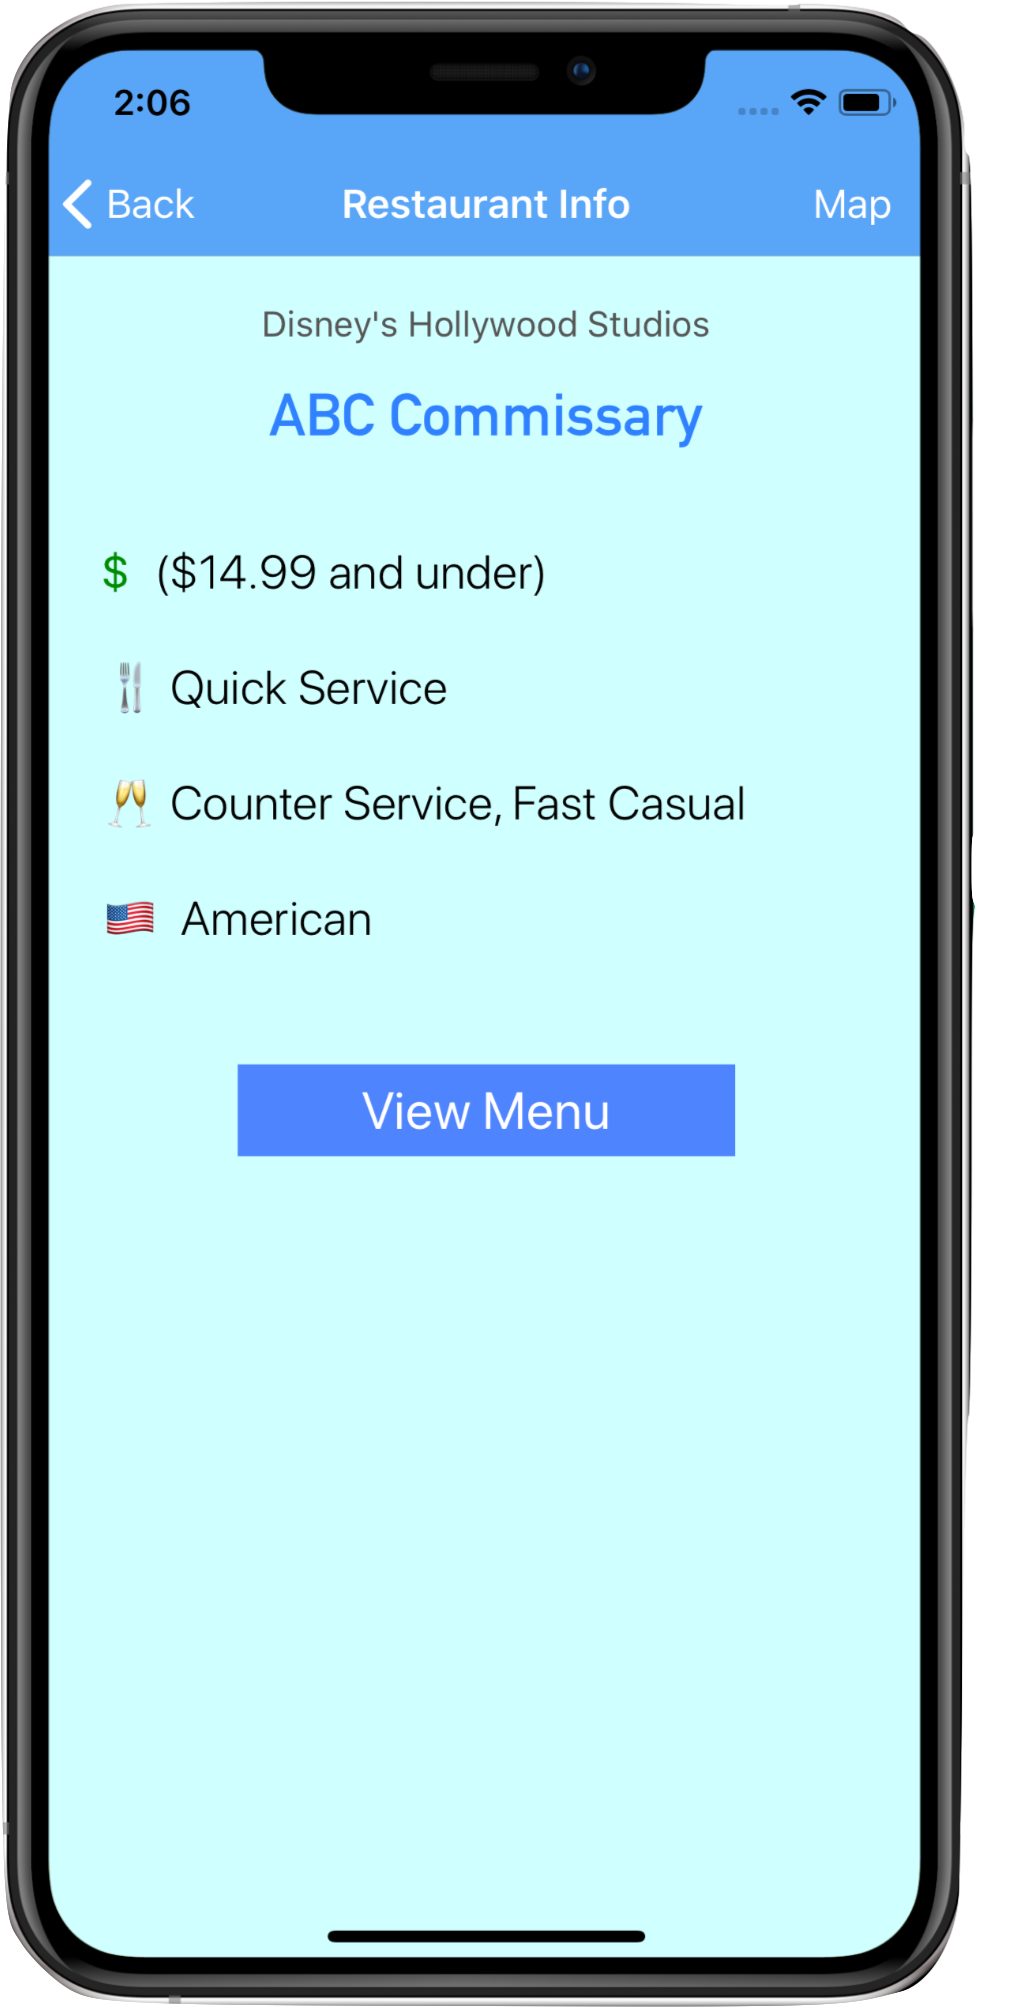 2:06
Back Restaurant Info Map
Disney's Hollywood Studios
ABC Commissary
$ ($14.99 and under)
Quick Service
Counter Service, Fast Casual
American
View Menu